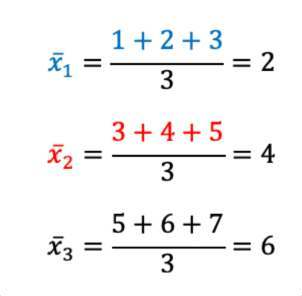 x̄₁ = (1 + 2 + 3)/3 = 2
x̄₂ = (3 + 4 + 5)/3 = 4
x̄₃ = (5 + 6 + 7)/3 = 6